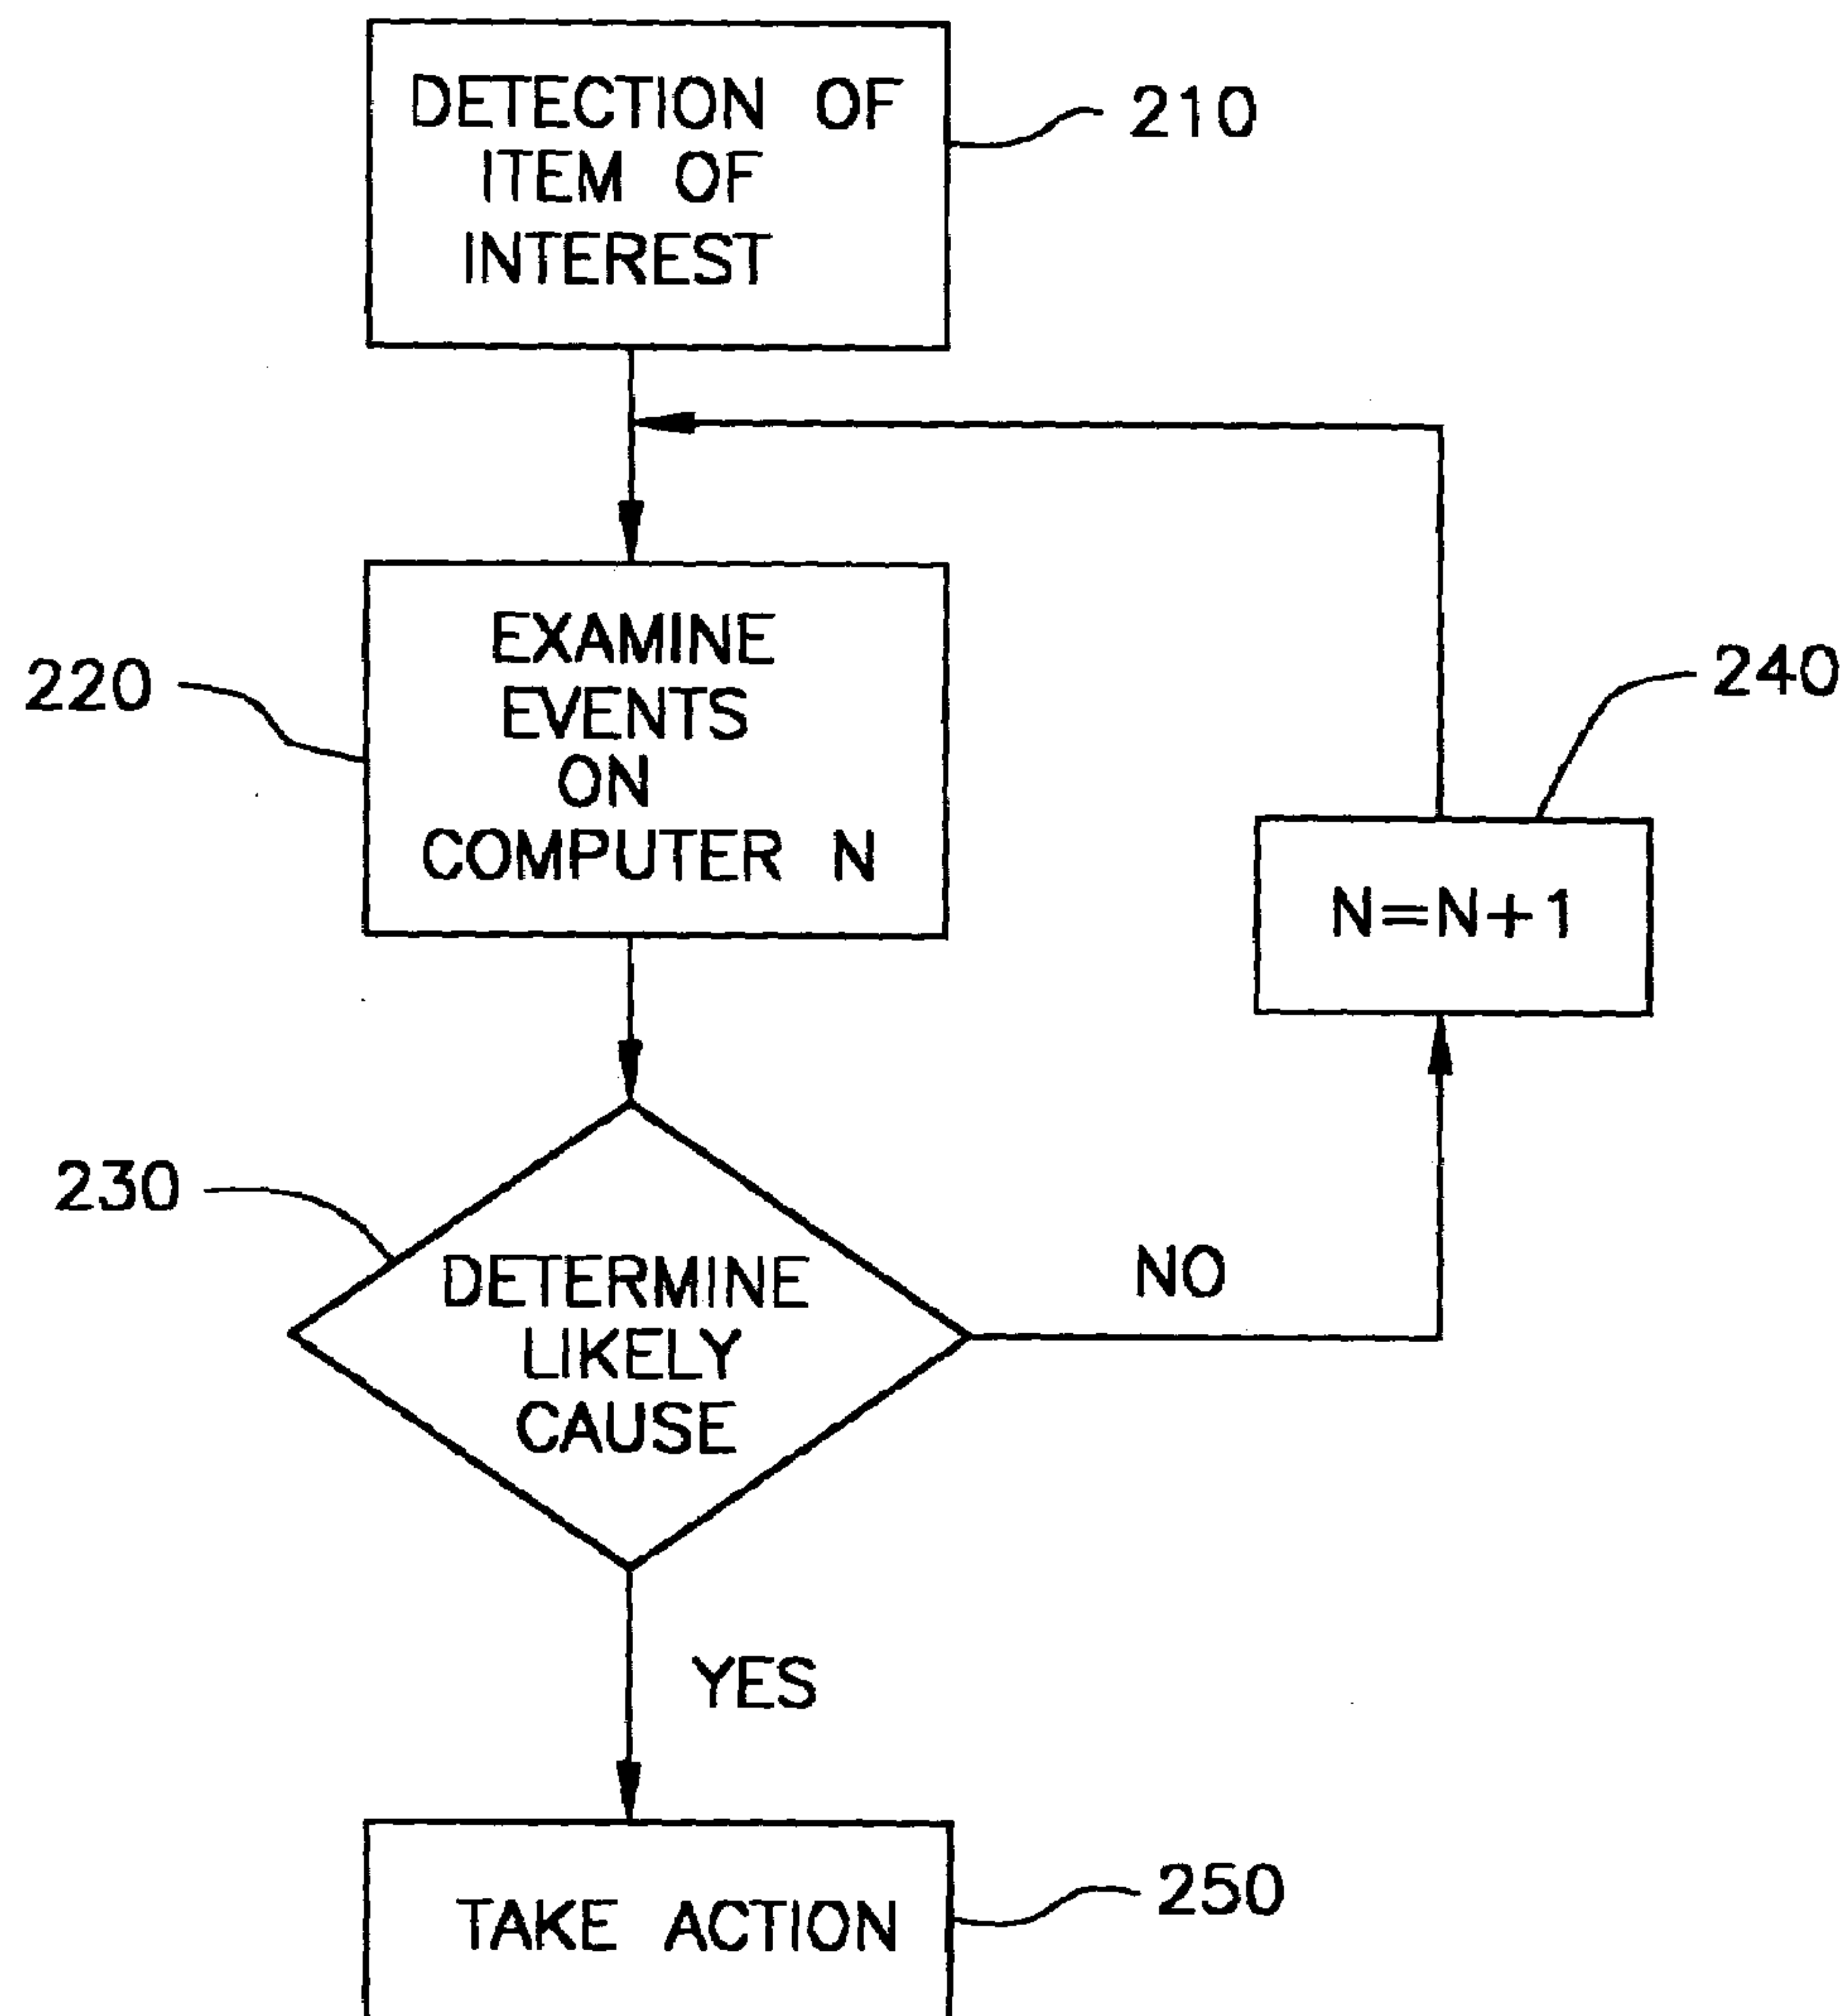 DETECTION OF
ITEM OF
INTEREST
210
EXAMINE
EVENTS
ON
COMPUTER N
220
240
N=N+1
230
DETERMINE
LIKELY
CAUSE
NO
YES
TAKE ACTION
250